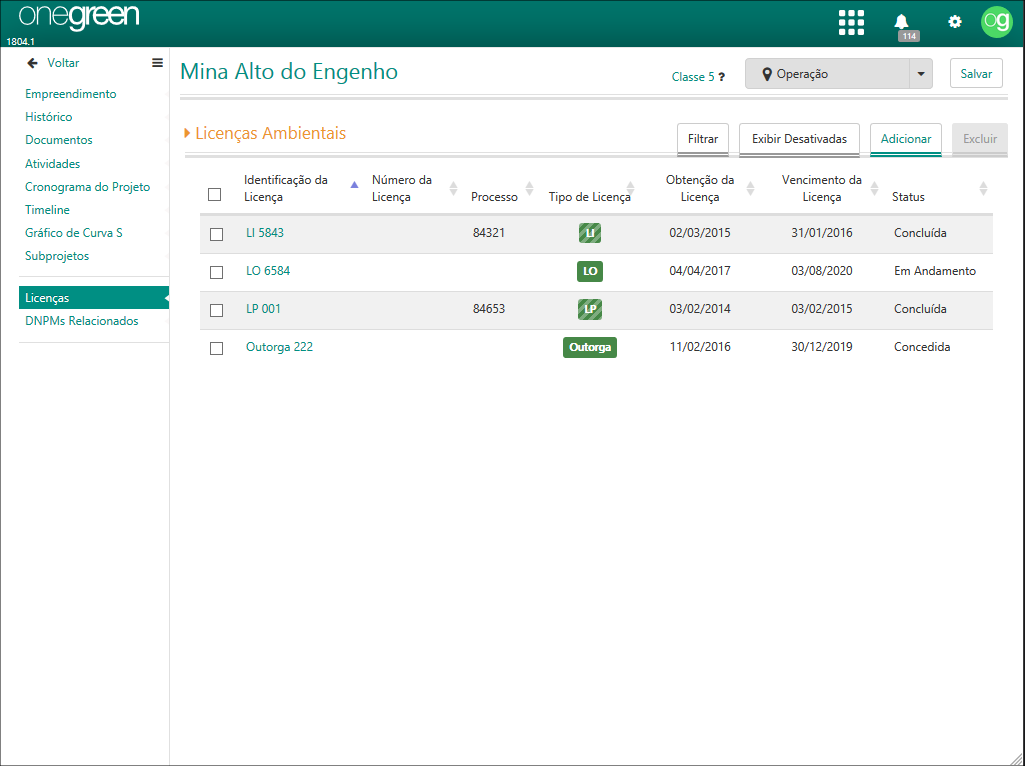 onegreen
1804.1
114
og
Voltar
Mina Alto do Engenho
Classe 5 ?
Operação
Salvar
Empreendimento
Histórico
Documentos
Atividades
Cronograma do Projeto
Timeline
Gráfico de Curva S
Subprojetos
Licenças
DNPMs Relacionados
Licenças Ambientais
Filtrar
Exibir Desativadas
Adicionar
Excluir
Identificação da Licença
Número da Licença
Processo
Tipo de Licença
Obtenção da Licença
Vencimento da Licença
Status
LI 5843 84321 LI 02/03/2015 31/01/2016 Concluída
LO 6584 LO 04/04/2017 03/08/2020 Em Andamento
LP 001 84653 LP 03/02/2014 03/02/2015 Concluída
Outorga 222 Outorga 11/02/2016 30/12/2019 Concedida